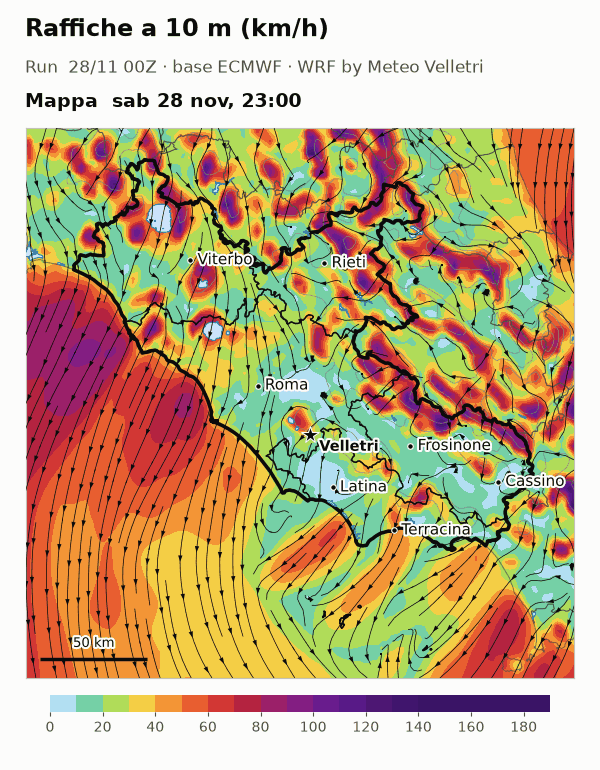 Raffiche a 10 m (km/h)
Run  28/11 00Z · base ECMWF · WRF by Meteo Velletri
Mappa  sab 28 nov, 23:00
Viterbo
Rieti
Roma
Velletri
Frosinone
Cassino
Latina
Terracina
50 km
0 20 40 60 80 100 120 140 160 180